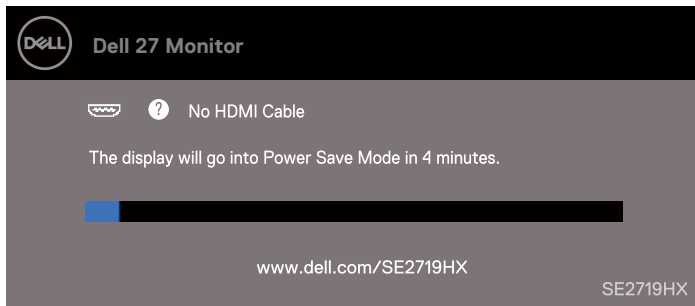 DELL
Dell 27 Monitor
? No HDMI Cable
The display will go into Power Save Mode in 4 minutes.
www.dell.com/SE2719HX
SE2719HX